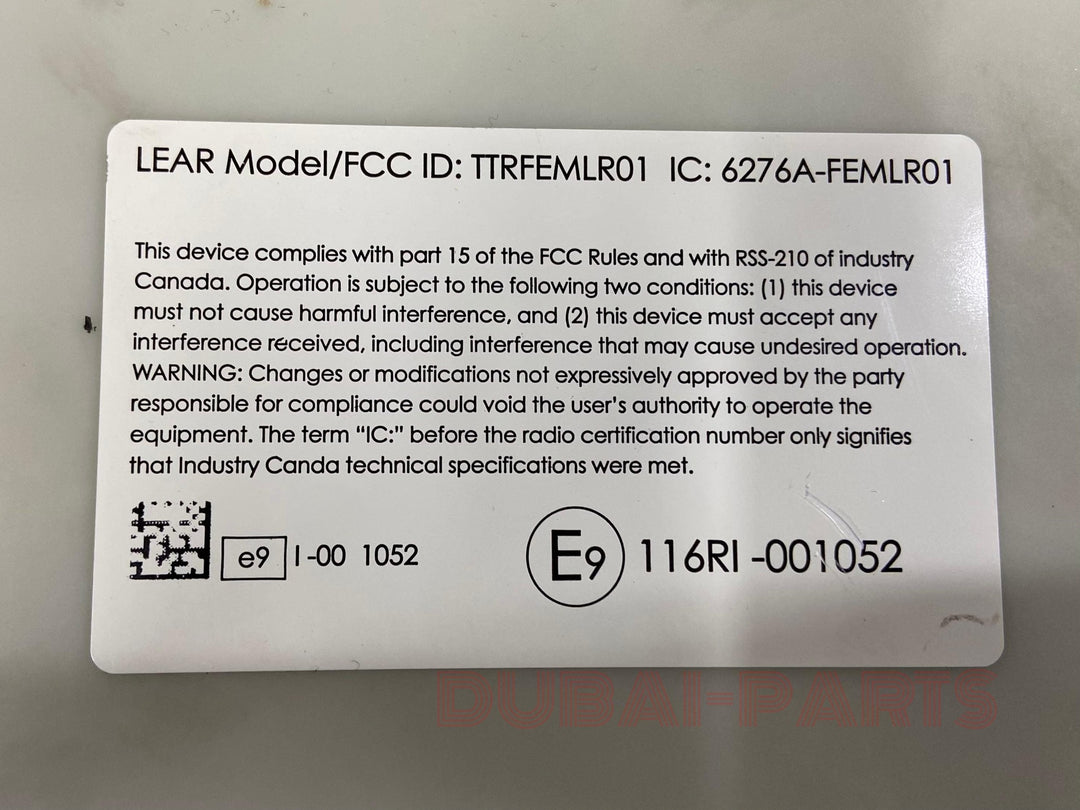 LEAR Model/FCC ID: TTRFEMLR01 IC: 6276A-FEMLR01
This device complies with part 15 of the FCC Rules and with RSS-210 of industry
Canada. Operation is subject to the following two conditions: (1) this device
must not cause harmful interference, and (2) this device must accept any
interference received, including interference that may cause undesired operation.
WARNING: Changes or modifications not expressively approved by the party
responsible for compliance could void the user's authority to operate the
equipment. The term “IC:" before the radio certification number only signifies
that Industry Canda technical specifications were met.
e9 I-00 1052
E9 116RI-001052
DUBAI-PARTS